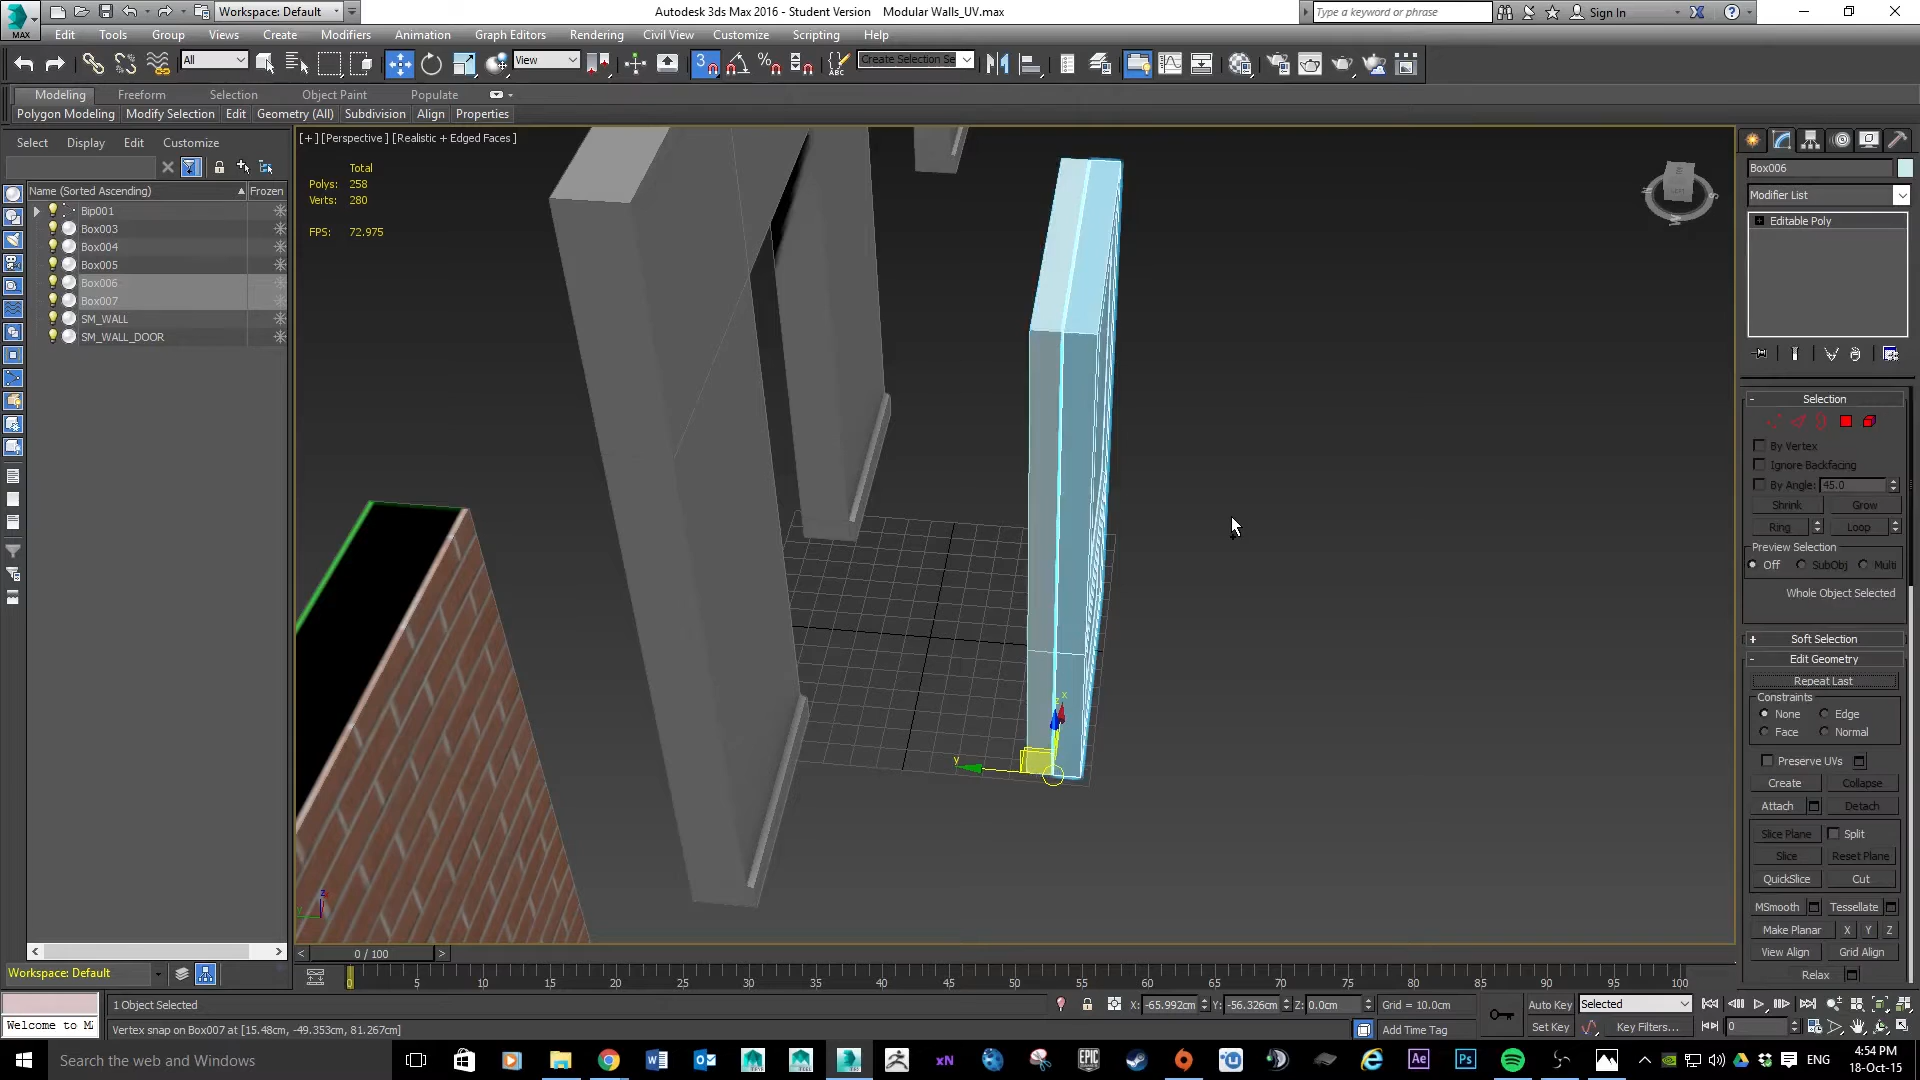 MAX
Workspace: Default
Autodesk 3ds Max 2016 - Student Version    Modular Walls_UV.max
Type a keyword or phrase
Sign In
Edit Tools Group Views Create Modifiers Animation Graph Editors Rendering Civil View Customize Scripting Help
All
View
3
Create Selection Se
Modeling Freeform Selection Object Paint Populate
Polygon Modeling Modify Selection Edit Geometry (All) Subdivision Align Properties
Select Display Edit Customize
[+] [Perspective] [Realistic + Edged Faces]
Total
Polys: 258
Verts: 280
FPS: 72.975
Name (Sorted Ascending) Frozen
Bip001
Box003
Box004
Box005
Box006
Box007
SM_WALL
SM_WALL_DOOR
x
y
z
Box006
Modifier List
Editable Poly
- Selection
By Vertex
Ignore Backfacing
By Angle: 45.0
Shrink Grow
Ring Loop
Preview Selection
Off SubObj Multi
Whole Object Selected
+ Soft Selection
- Edit Geometry
Repeat Last
Constraints
None Edge
Face Normal
Preserve UVs
Create Collapse
Attach Detach
Slice Plane Split
Slice Reset Plane
QuickSlice Cut
MSmooth Tessellate
Make Planar X Y Z
View Align Grid Align
Relax
< 0 / 100 >
Workspace: Default
0 5 10 15 20 25 30 35 40 45 50 55 60 65 70 75 80 85 90 95 100
1 Object Selected
X: -65.992cm Y: -56.326cm Z: 0.0cm Grid = 10.0cm
Auto Key Selected
Welcome to M
Vertex snap on Box007 at [15.48cm, -49.353cm, 81.267cm]
Add Time Tag
Set Key Key Filters... 0
Search the web and Windows
xN
EPIC
Ae
Ps
ENG
4:54 PM
18-Oct-15